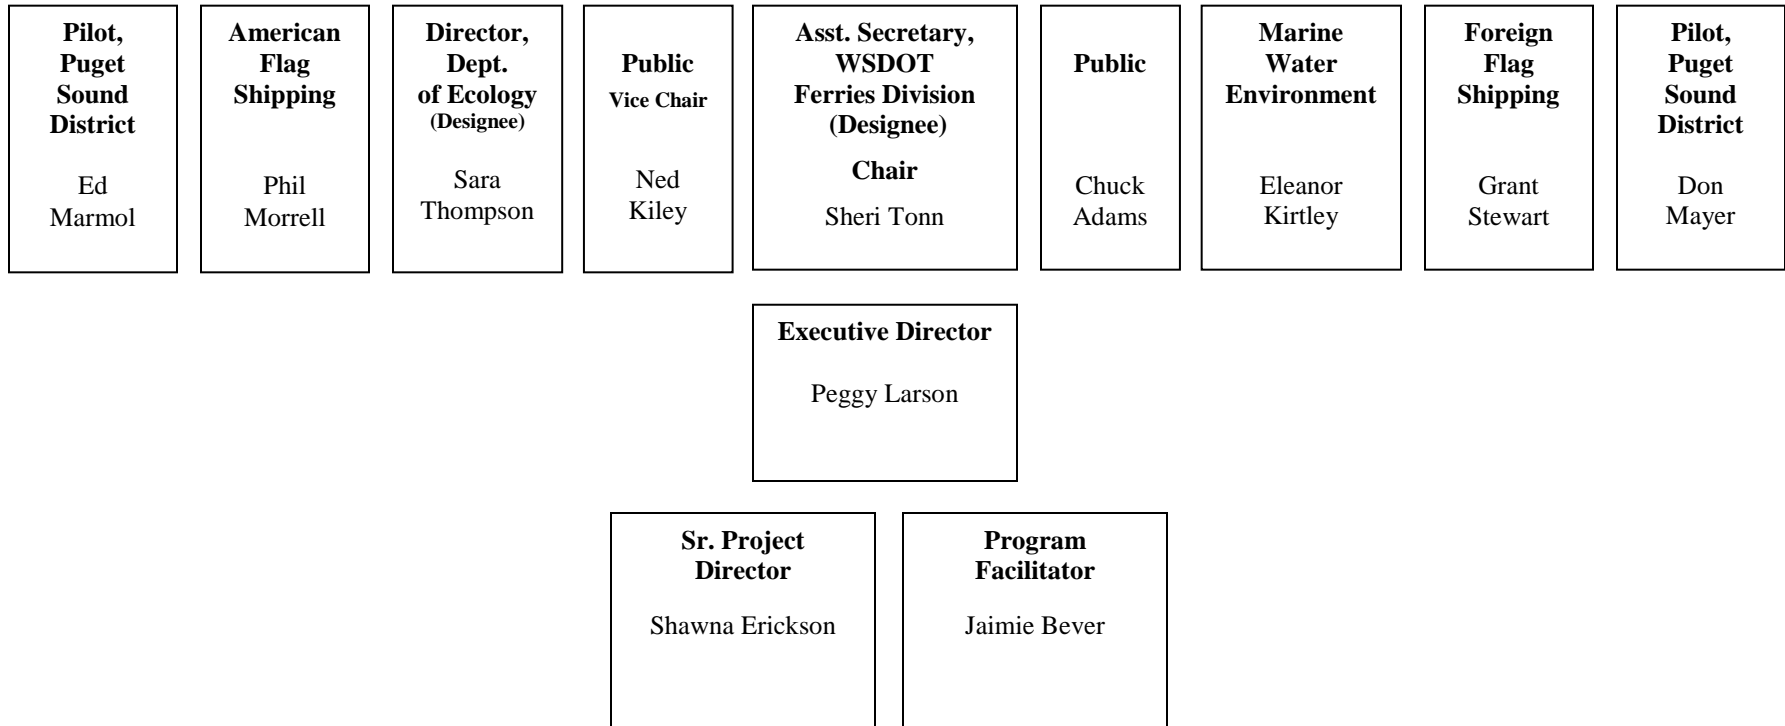 Pilot,
Puget
Sound
District
Ed
Marmol
American
Flag
Shipping
Phil
Morrell
Director,
Dept.
of Ecology
(Designee)
Sara
Thompson
Public
Vice Chair
Ned
Kiley
Asst. Secretary,
WSDOT
Ferries Division
(Designee)
Chair
Sheri Tonn
Public
Chuck
Adams
Marine
Water
Environment
Eleanor
Kirtley
Foreign
Flag
Shipping
Grant
Stewart
Pilot,
Puget
Sound
District
Don
Mayer
Executive Director
Peggy Larson
Sr. Project
Director
Shawna Erickson
Program
Facilitator
Jaimie Bever